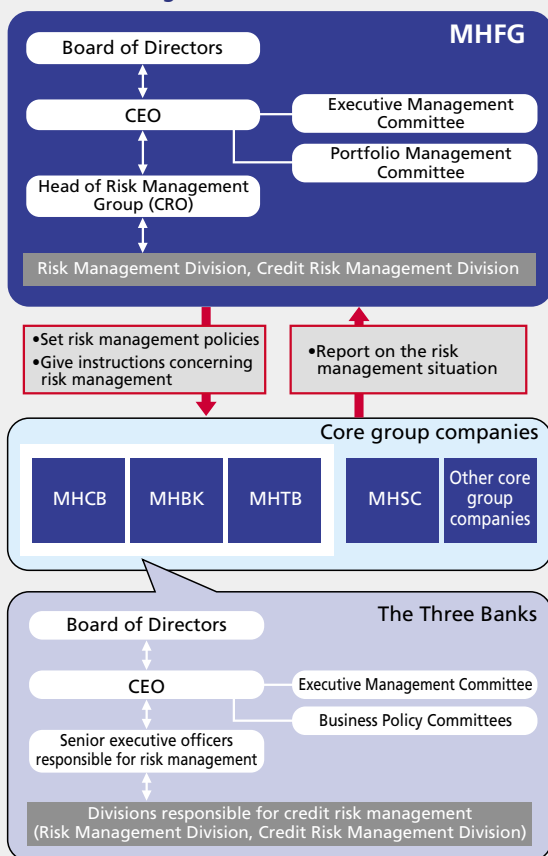 MHFG
Board of Directors
CEO
Executive Management
Committee
Portfolio Management
Committee
Head of Risk Management
Group (CRO)
Risk Management Division, Credit Risk Management Division
•Set risk management policies
•Give instructions concerning
risk management
•Report on the risk
management situation
Core group companies
MHCB
MHBK
MHTB
MHSC
Other core
group
companies
The Three Banks
Board of Directors
CEO
Executive Management Committee
Business Policy Committees
Senior executive officers
responsible for risk management
Divisions responsible for credit risk management
(Risk Management Division, Credit Risk Management Division)